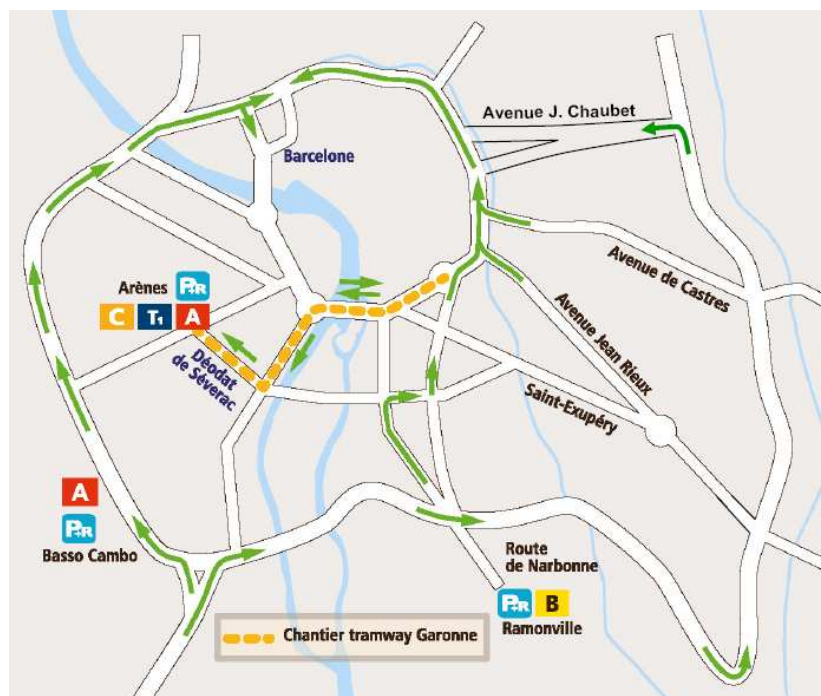 Avenue J. Chaubet
Barcelone
Avenue de Castres
Arènes P+R
C T1 A
Déodat
de Séverac
Avenue Jean Rieux
Saint-Exupéry
A
P+R
Basso Cambo
Route
de Narbonne
P+R B
Ramonville
Chantier tramway Garonne